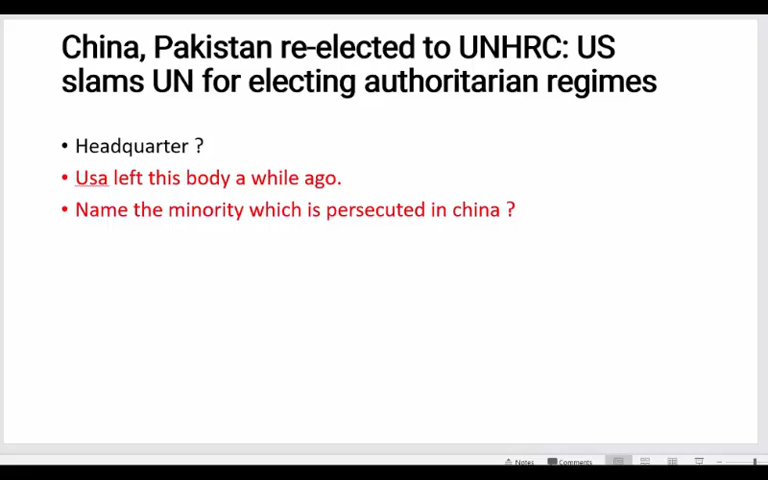 China, Pakistan re-elected to UNHRC: US
slams UN for electing authoritarian regimes
• Headquarter ?
• Usa left this body a while ago.
• Name the minority which is persecuted in china ?
Notes
Comments